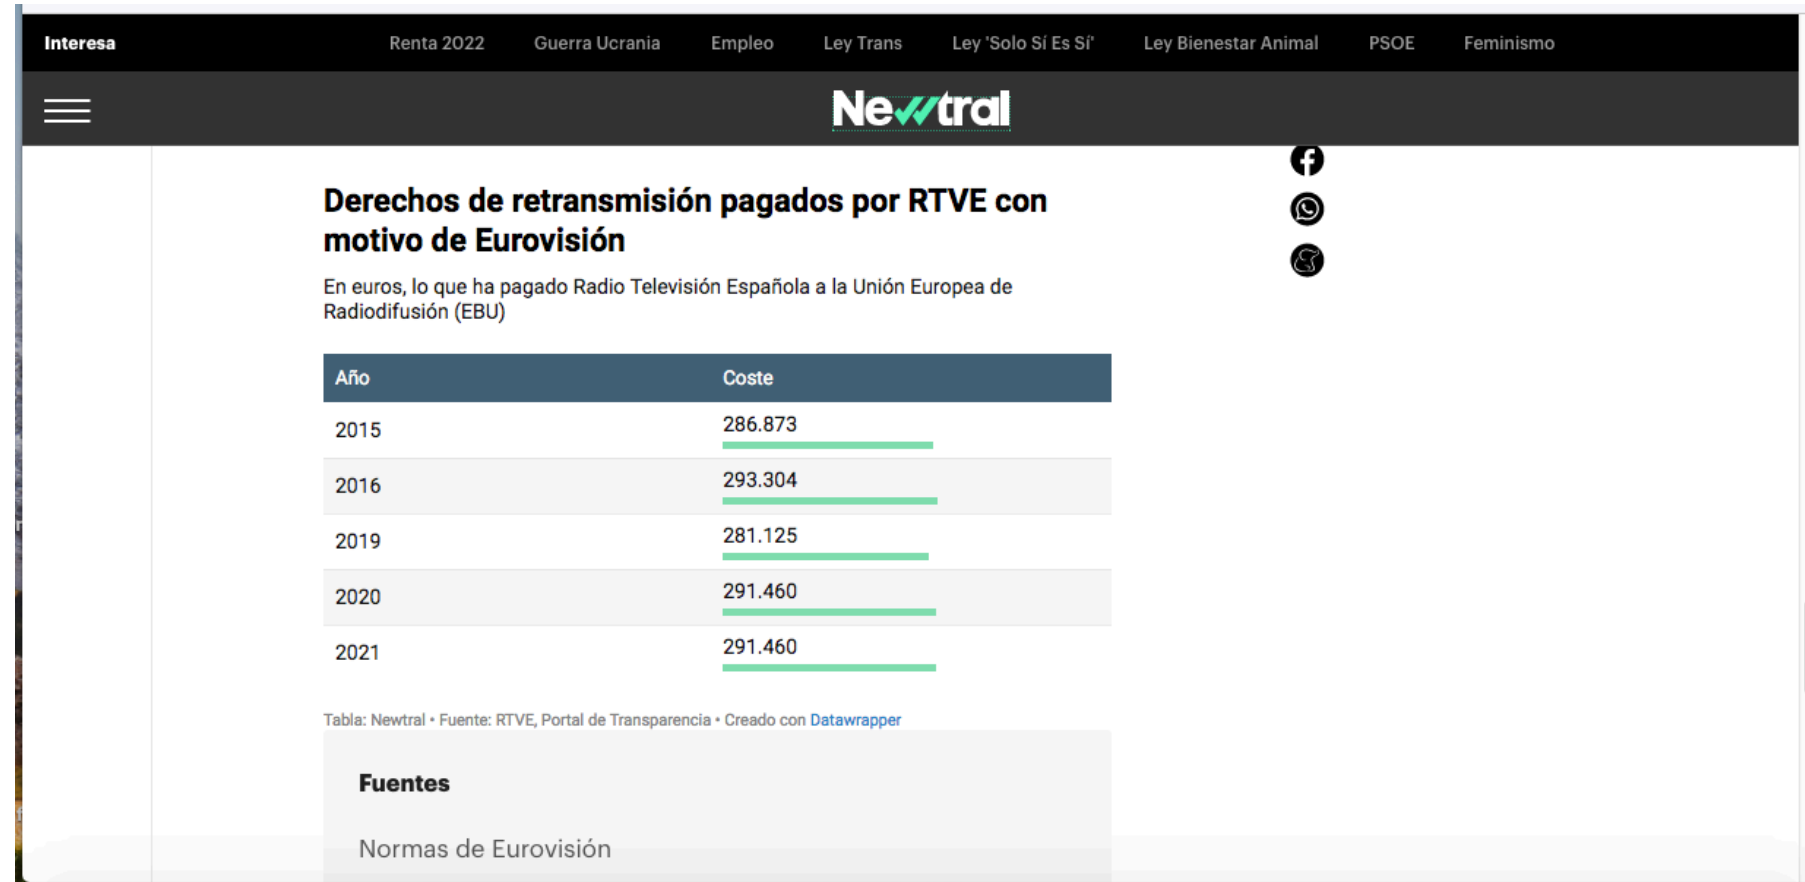 Interesa Renta 2022 Guerra Ucrania Empleo Ley Trans Ley 'Solo Sí Es Sí' Ley Bienestar Animal PSOE Feminismo
Newtral
Derechos de retransmisión pagados por RTVE con
motivo de Eurovisión
En euros, lo que ha pagado Radio Televisión Española a la Unión Europea de
Radiodifusión (EBU)
Año Coste
2015 286.873
2016 293.304
2019 281.125
2020 291.460
2021 291.460
Tabla: Newtral • Fuente: RTVE, Portal de Transparencia • Creado con Datawrapper
Fuentes
Normas de Eurovisión